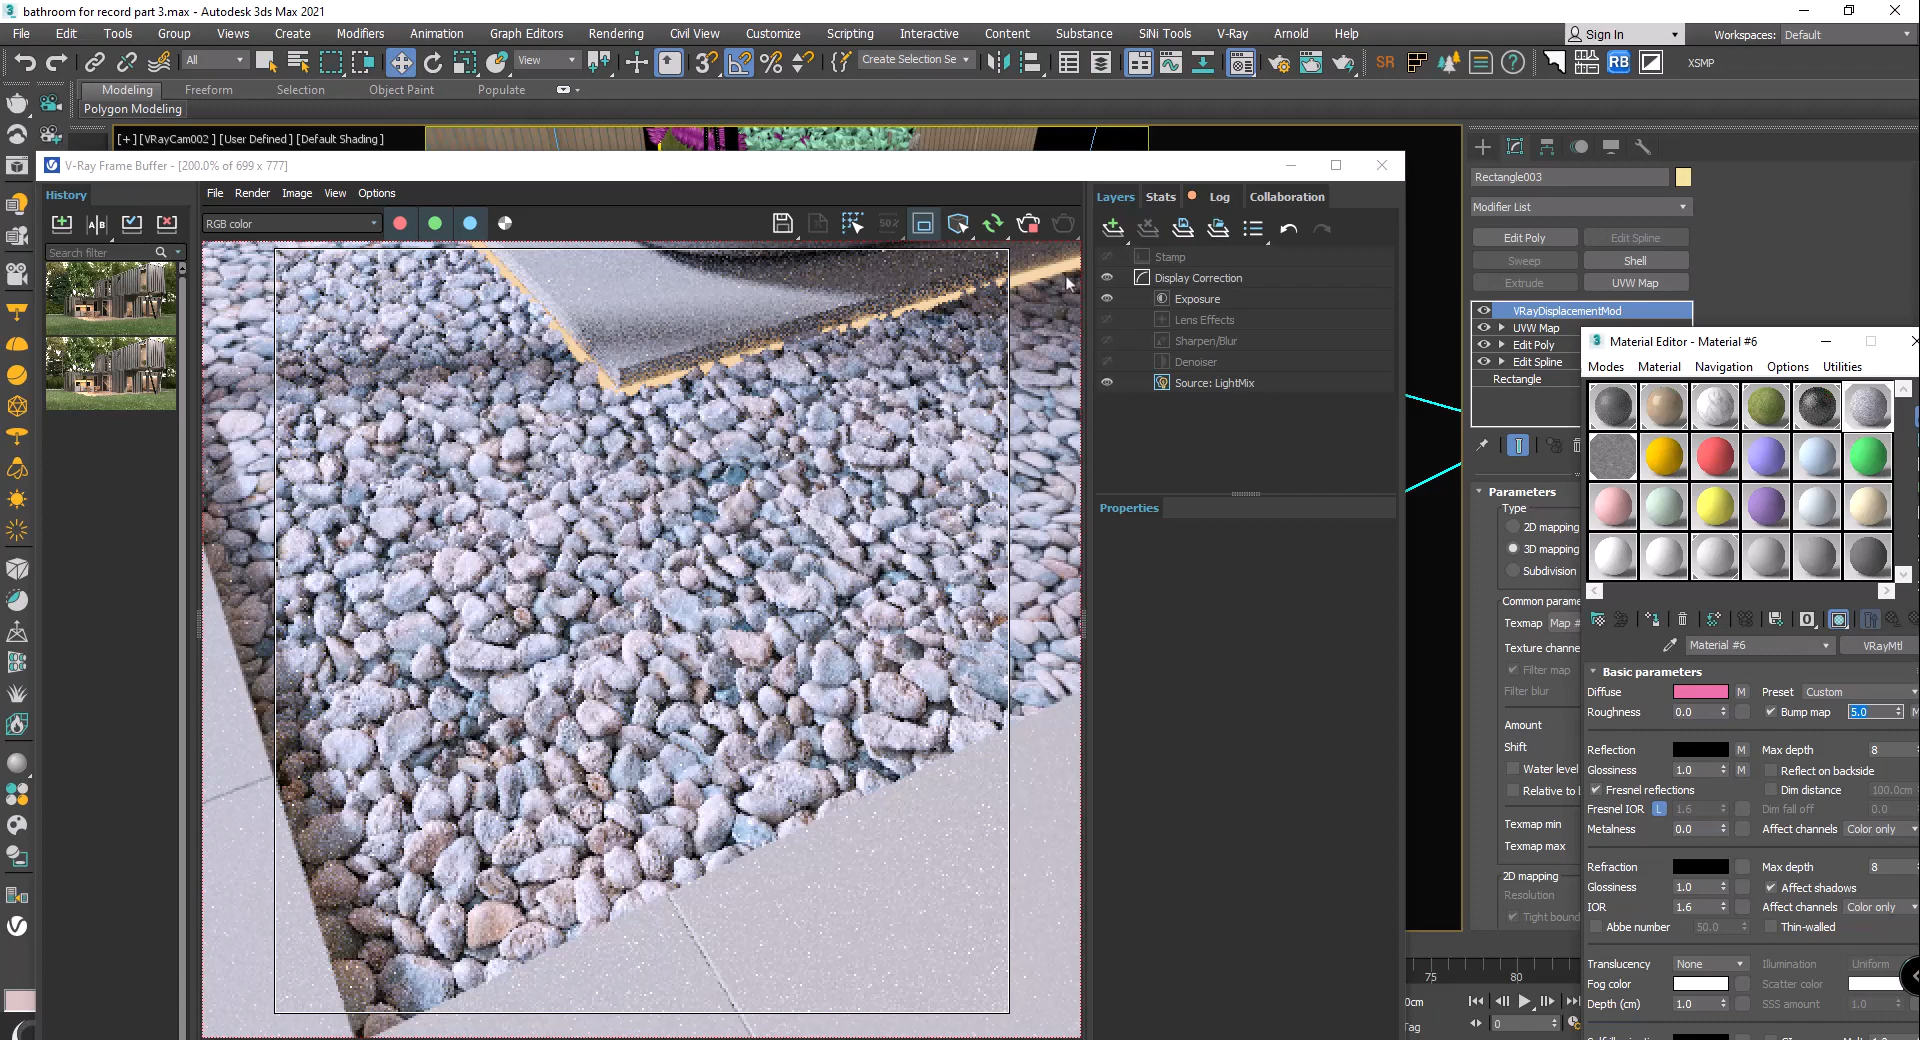 bathroom for record part 3.max - Autodesk 3ds Max 2021
File Edit Tools Group Views Create Modifiers Animation Graph Editors Rendering Civil View Customize Scripting Interactive Content Substance SiNi Tools V-Ray Arnold Help
Sign In
Workspaces: Default
All
View
Create Selection Se
SR
RB
XSMP
Modeling Freeform Selection Object Paint Populate
Polygon Modeling
[+] [VRayCam002 ] [User Defined ] [Default Shading ]
V-Ray Frame Buffer - [200.0% of 699 x 777]
History
File Render Image View Options
RGB color
Search filter
Layers Stats Log Collaboration
Stamp
Display Correction
Exposure
Lens Effects
Sharpen/Blur
Denoiser
Source: LightMix
Properties
Rectangle003
Modifier List
Edit Poly Edit Spline
Sweep Shell
Extrude UVW Map
VRayDisplacementMod
UVW Map
Edit Poly
Edit Spline
Rectangle
Parameters
Type
2D mapping
3D mapping
Subdivision
Common parame
Texmap Map #
Texture channe
Filter map
Filter blur
Amount
Shift
Water level
Relative to
Texmap min
Texmap max
2D mapping
Resolution
Tight bound
Material Editor - Material #6
Modes Material Navigation Options Utilities
Material #6 VRayMtl
Basic parameters
Diffuse M Preset Custom
Roughness 0.0 Bump map 5.0 M
Reflection M Max depth 8
Glossiness 1.0 M Reflect on backside
Fresnel reflections Dim distance 100.0cm
Fresnel IOR L 1.6 Dim fall off 0.0
Metalness 0.0 Affect channels Color only
Refraction Max depth 8
Glossiness 1.0 Affect shadows
IOR 1.6 Affect channels Color only
Abbe number 50.0 Thin-walled
Translucency None Illumination Uniform
Fog color Scatter color
Depth (cm) 1.0 SSS amount 1.0
75 80
0cm
Tag
0